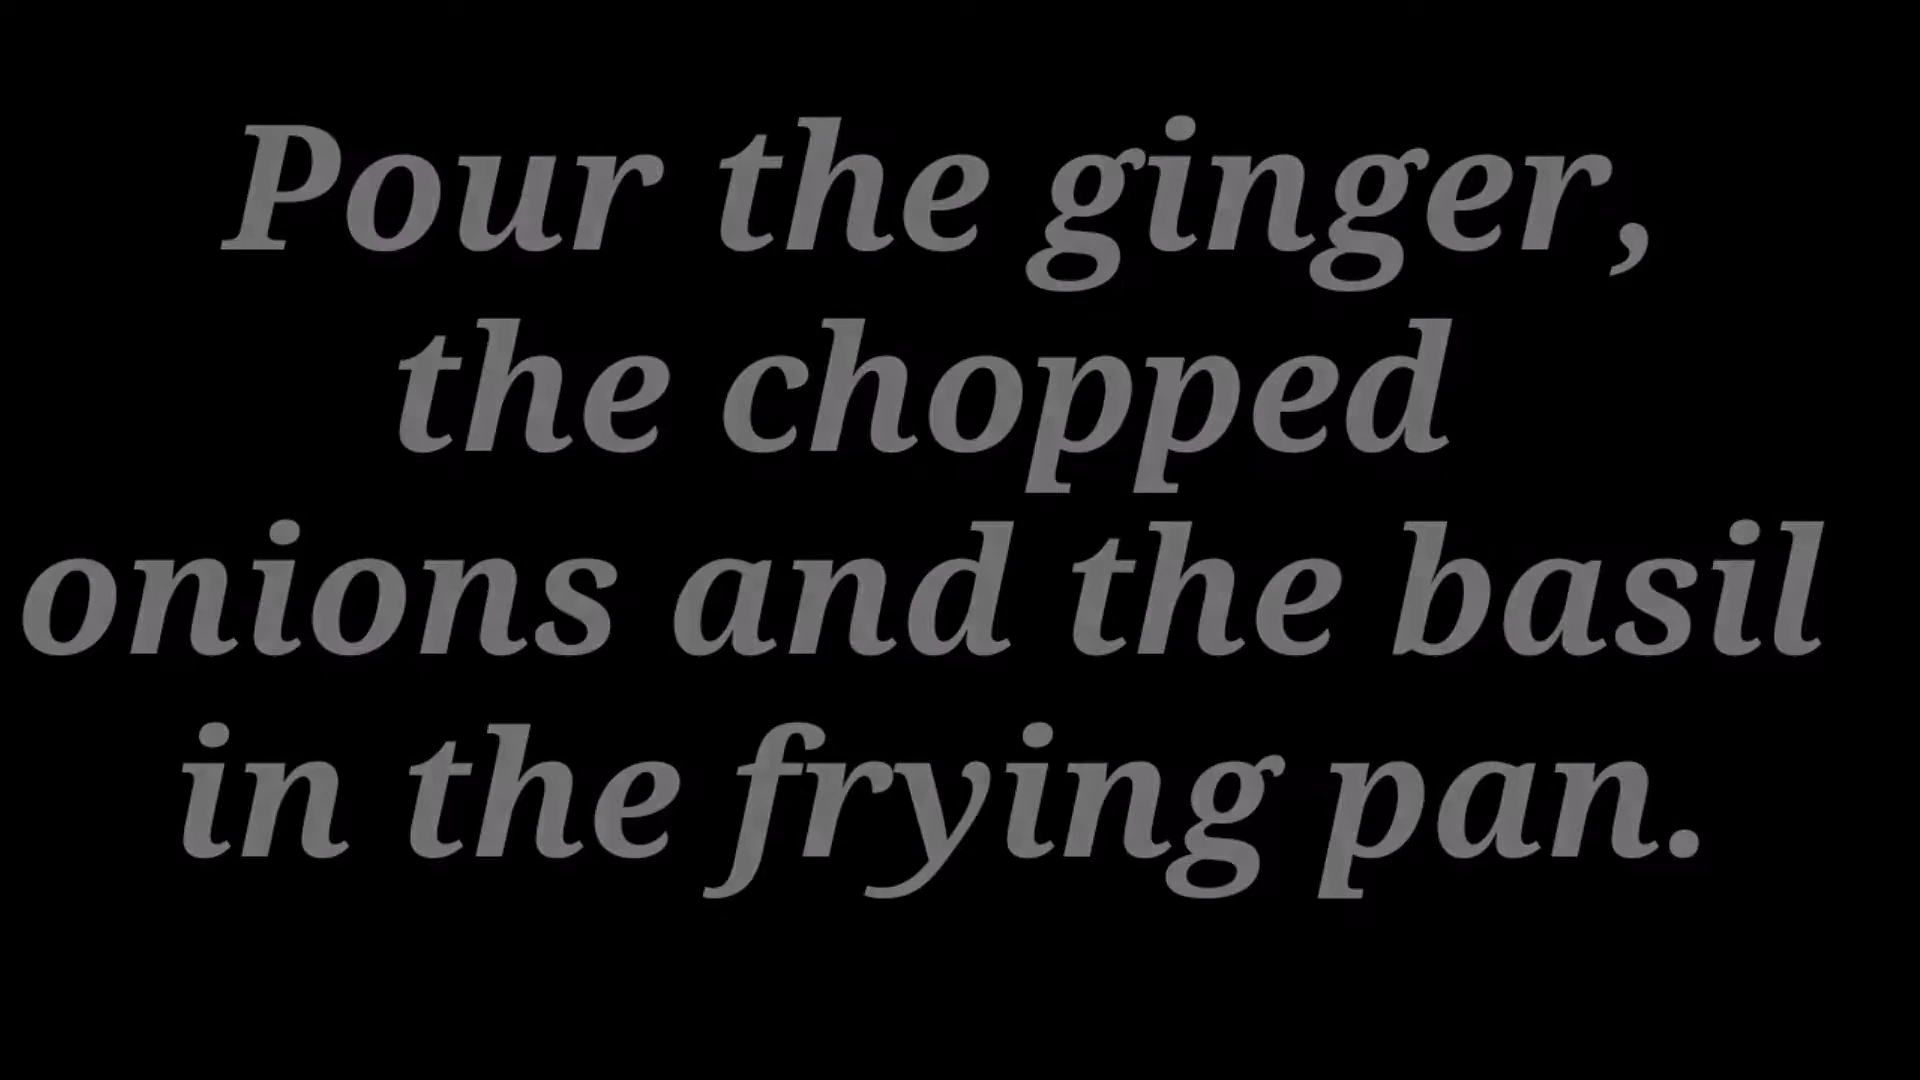 Pour the ginger,
the chopped
onions and the basil
in the frying pan.